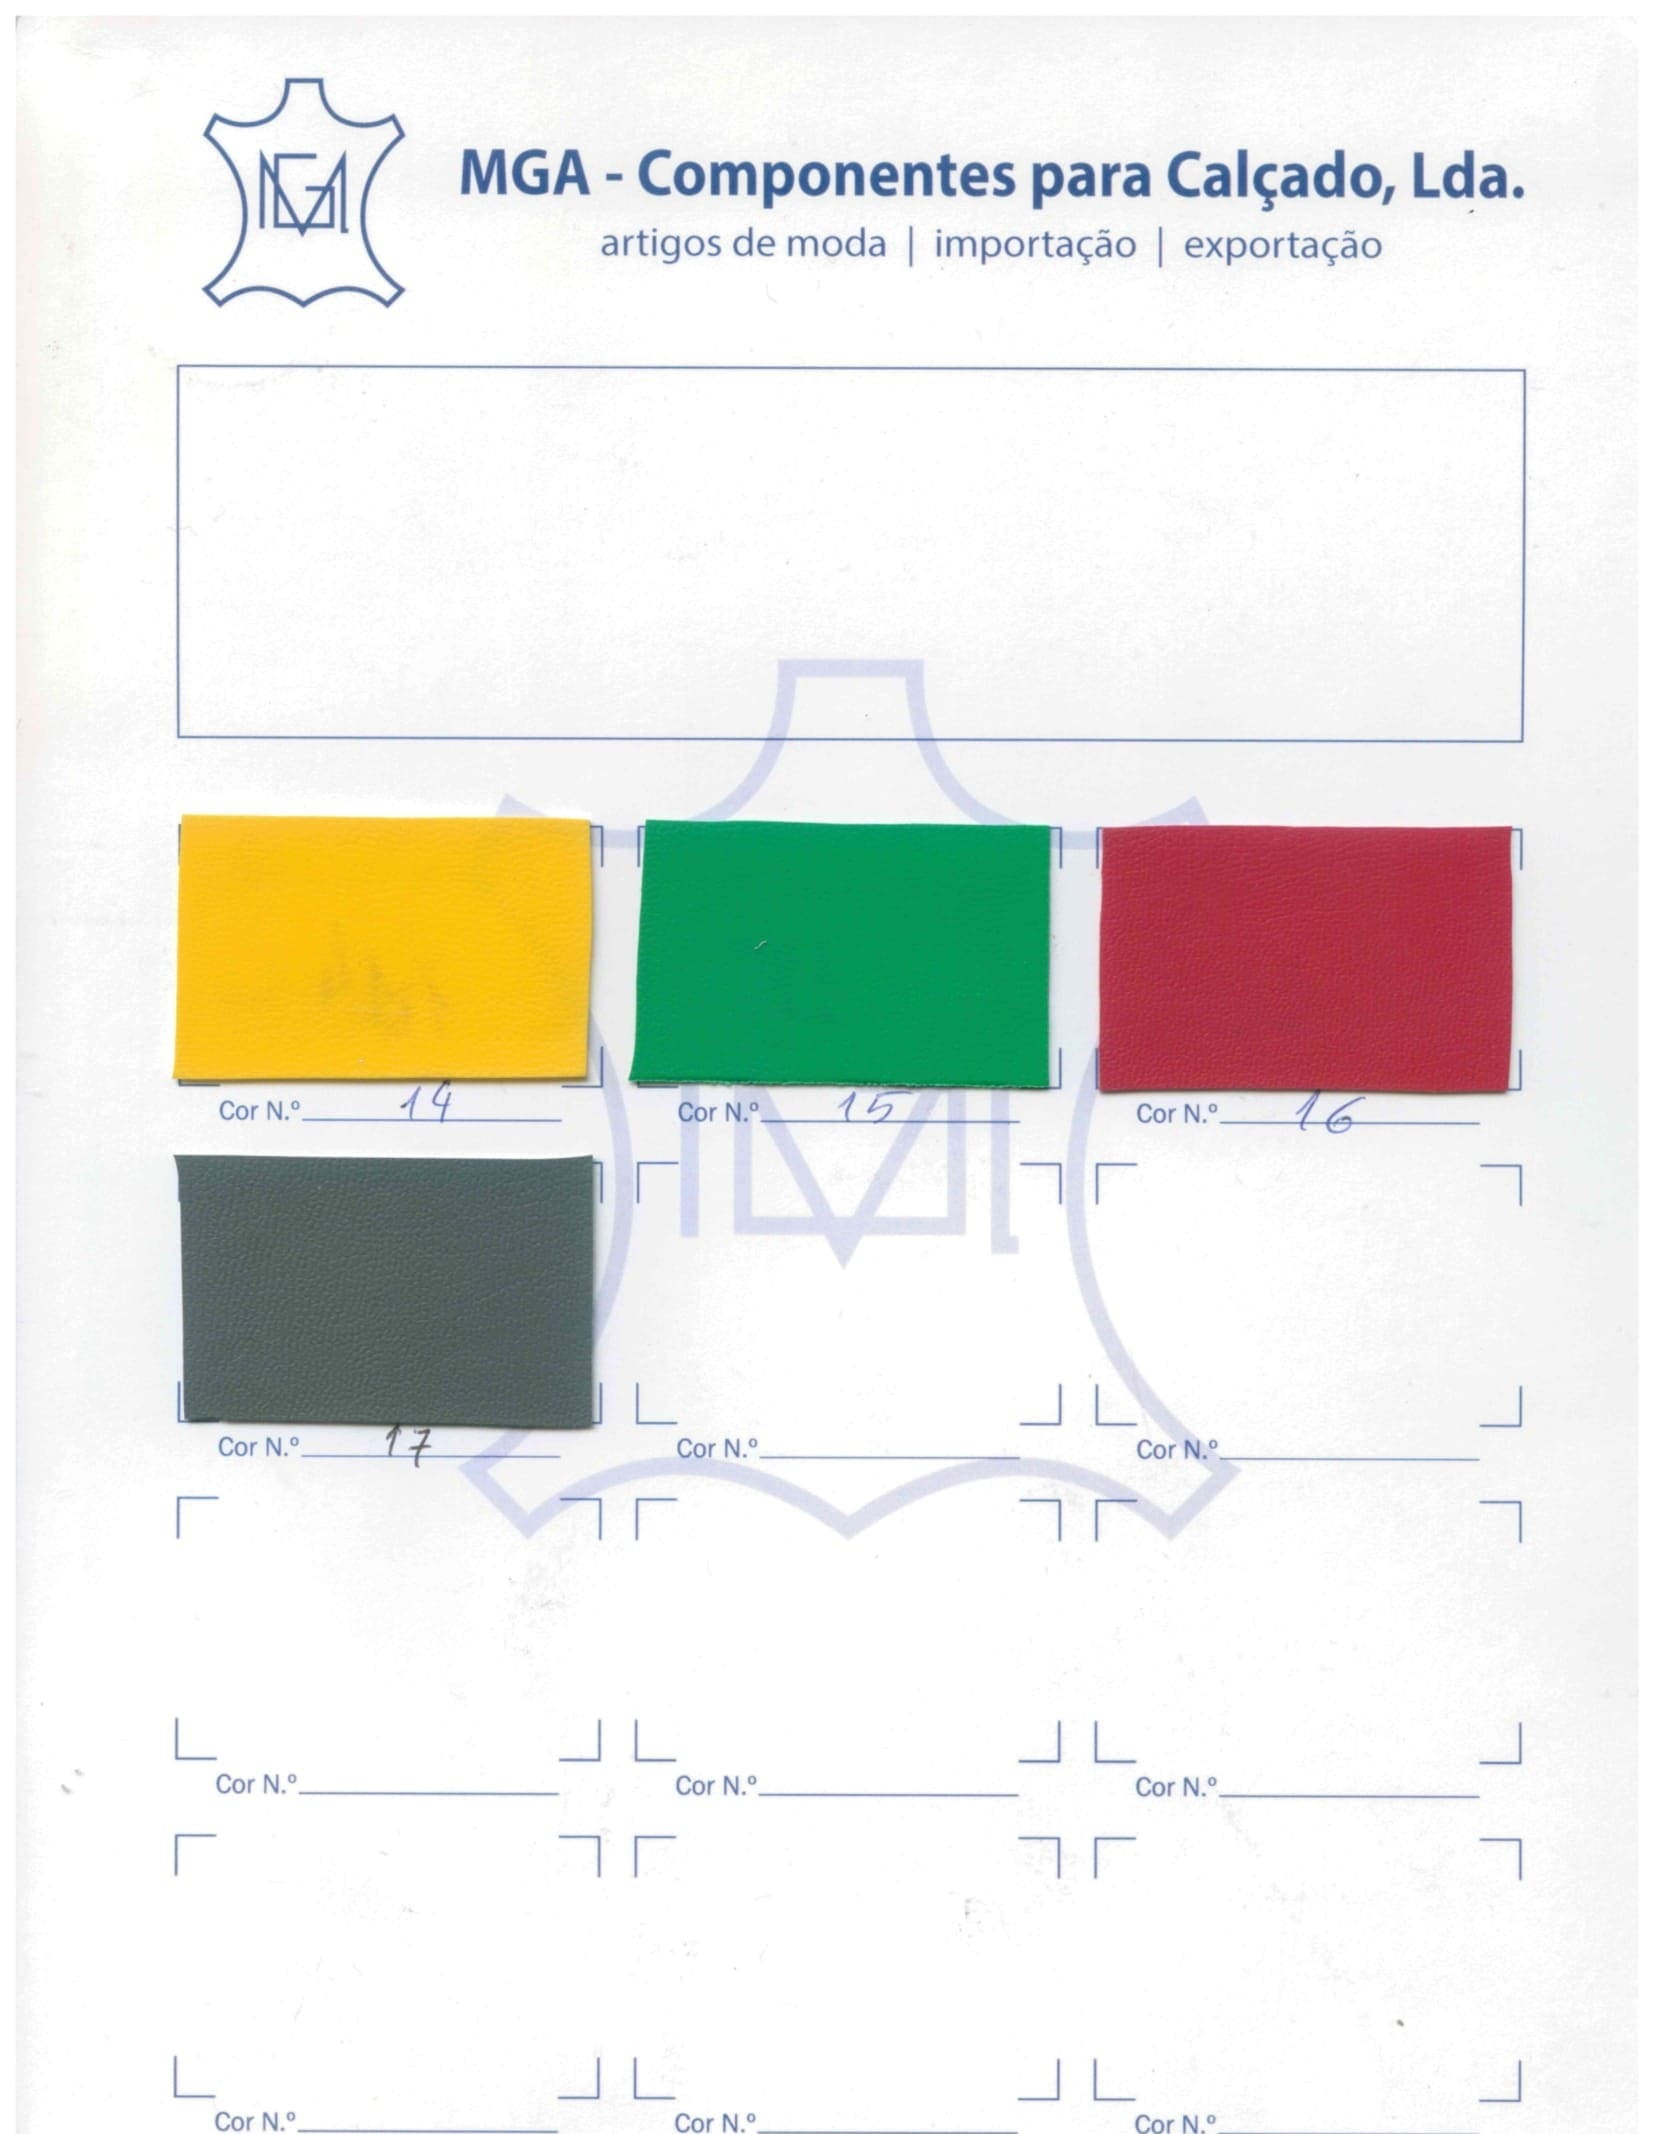 MGA
MGA - Componentes para Calçado, Lda.
artigos de moda | importação | exportação
Cor N.º 14 Cor N.º 15 Cor N.º 16
Cor N.º 17 Cor N.º Cor N.º
Cor N.º Cor N.º Cor N.º
Cor N.º Cor N.º Cor N.º